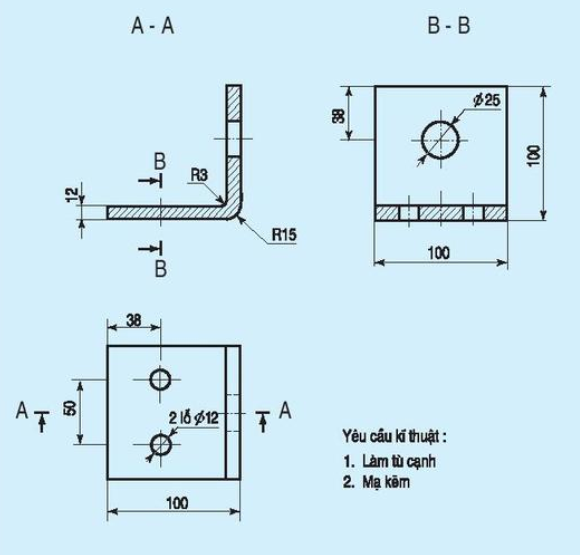 A - A
B - B
B
R3
12
R15
B
38
Ø25
100
100
38
50
A
2 lỗ Ø12
A
100
Yêu cầu kĩ thuật :
1. Làm tù cạnh
2. Mạ kẽm